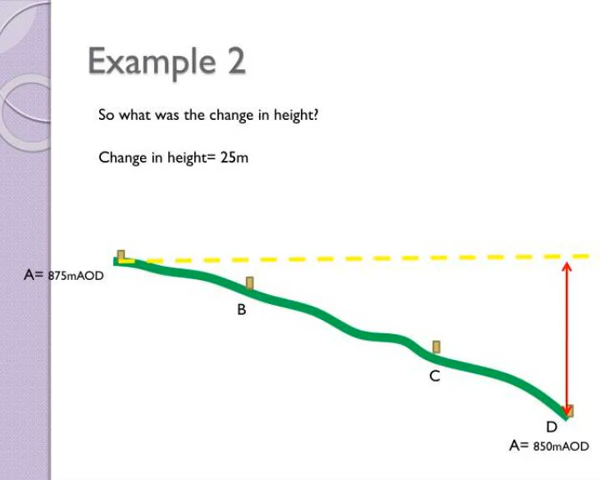 Example 2
So what was the change in height?
Change in height= 25m
A= 875mAOD
B
C
D
A= 850mAOD